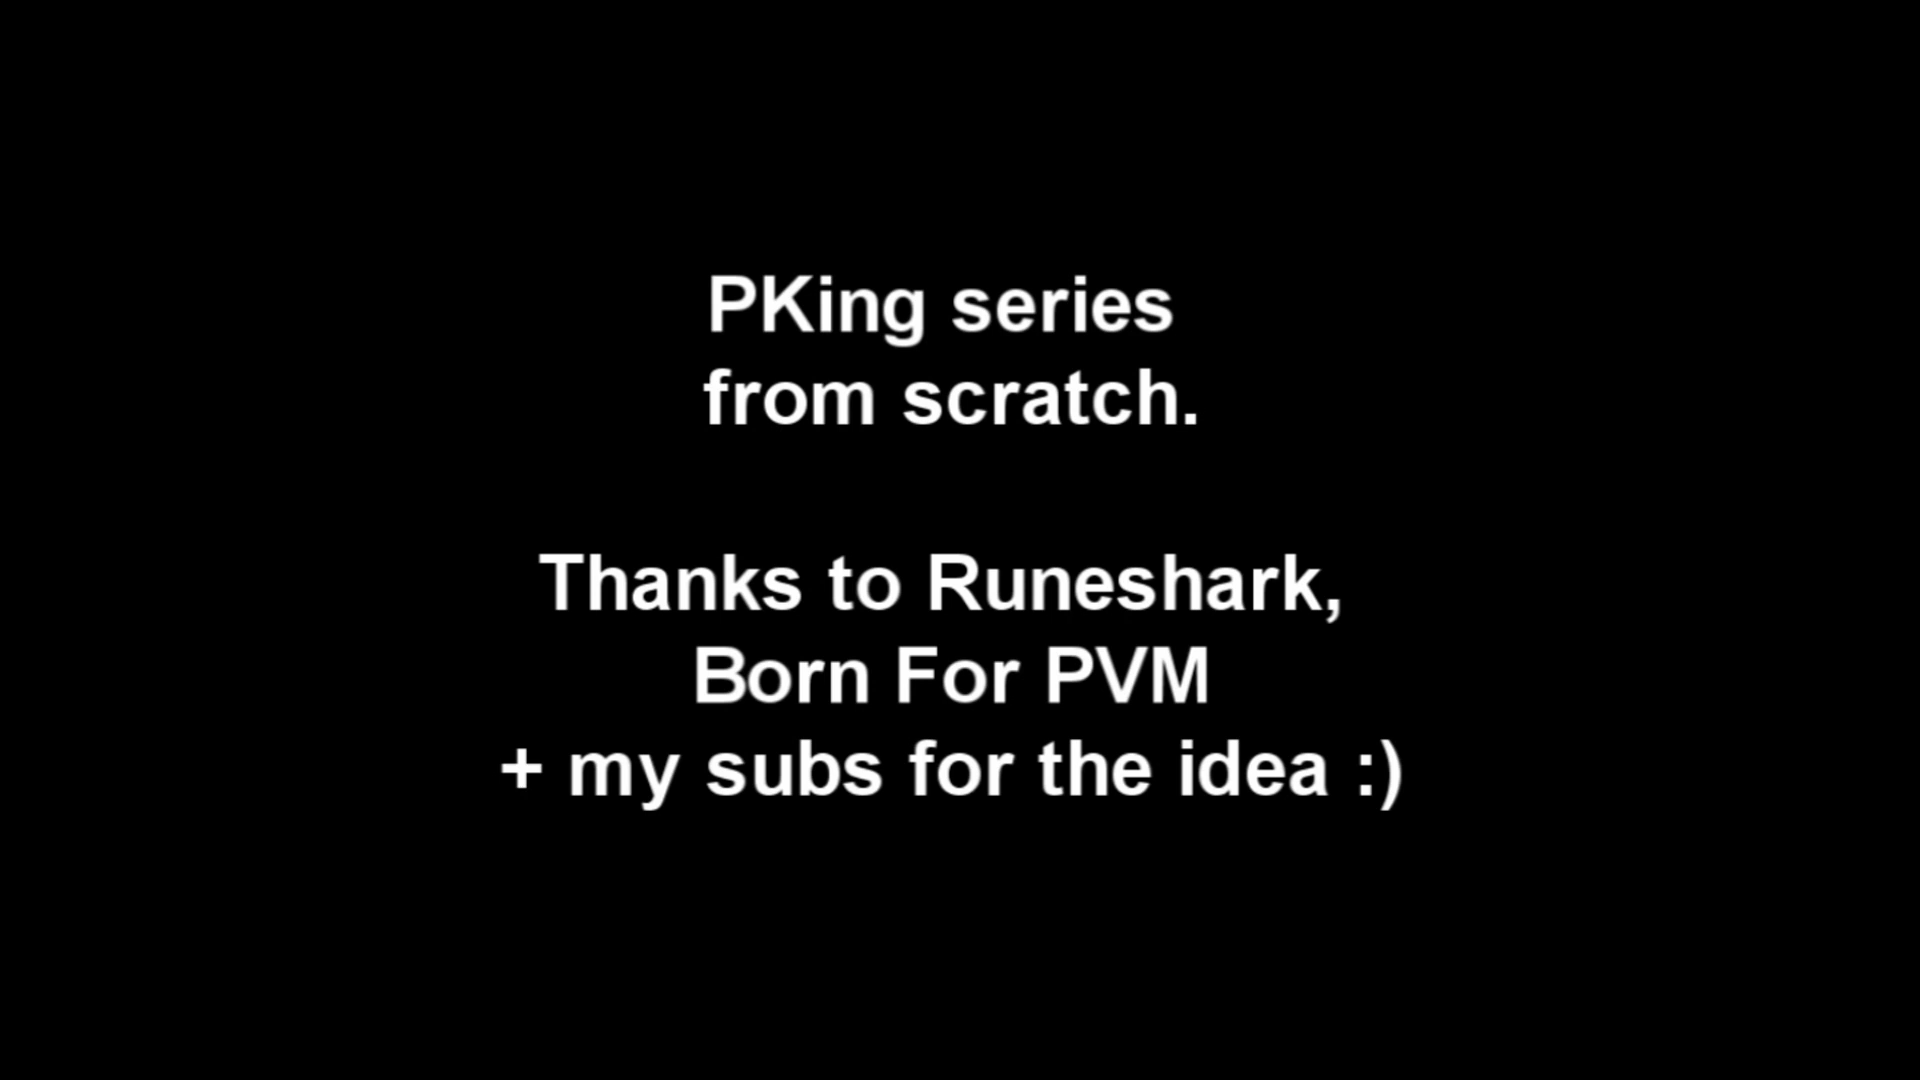 PKing series
from scratch.
Thanks to Runeshark,
Born For PVM
+ my subs for the idea :)